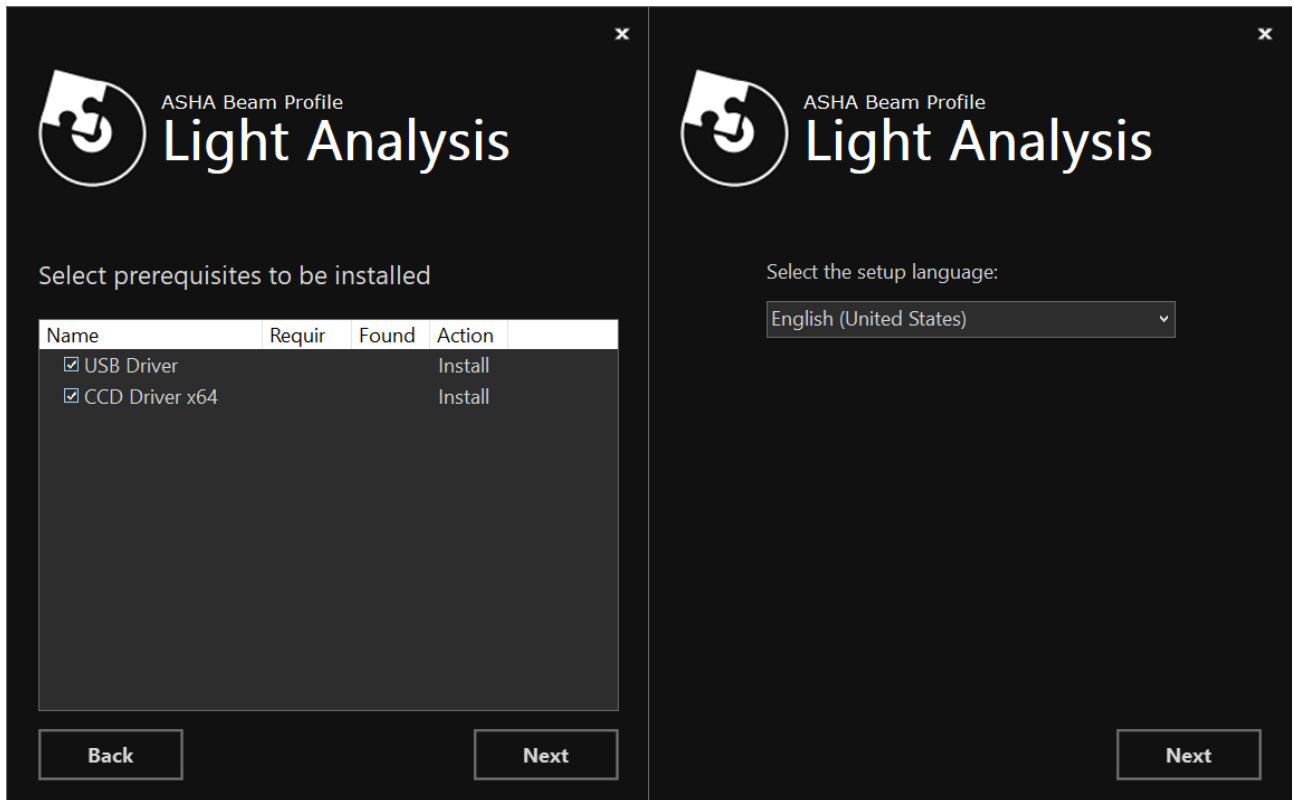 ASHA Beam Profile
Light Analysis
Select prerequisites to be installed
Name Requir Found Action
USB Driver Install
CCD Driver x64 Install
Back Next
ASHA Beam Profile
Light Analysis
Select the setup language:
English (United States)
Next